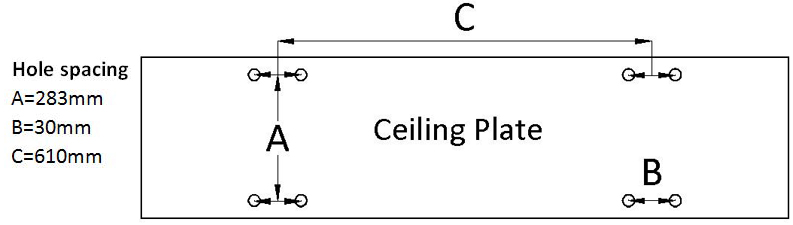 C
Hole spacing
A=283mm
B=30mm
C=610mm
Ceiling Plate
A
B